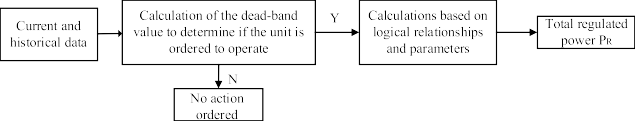 Current and
historical data
Calculation of the dead-band
value to determine if the unit is
ordered to operate
Y
Calculations based on
logical relationships
and parameters
Total regulated
power PR
N
No action
ordered